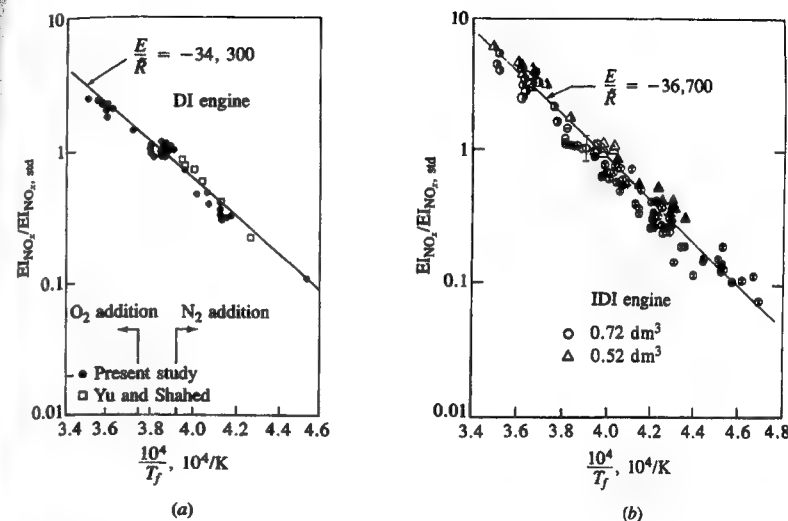 10
1
0.1
0.01
EI_NOx/EI_NOx, std
E/R̃ = −34, 300
DI engine
O₂ addition
N₂ addition
● Present study
□ Yu and Shahed
3.4 3.6 3.8 4.0 4.2 4.4 4.6
10⁴/T_f, 10⁴/K
(a)
10
1.0
0.1
0.01
EI_NOx/EI_NOx, std
E/R̃ = −36,700
IDI engine
○ 0.72 dm³
△ 0.52 dm³
3.4 3.6 3.8 4.0 4.2 4.4 4.6 4.8
10⁴/T_f, 10⁴/K
(b)